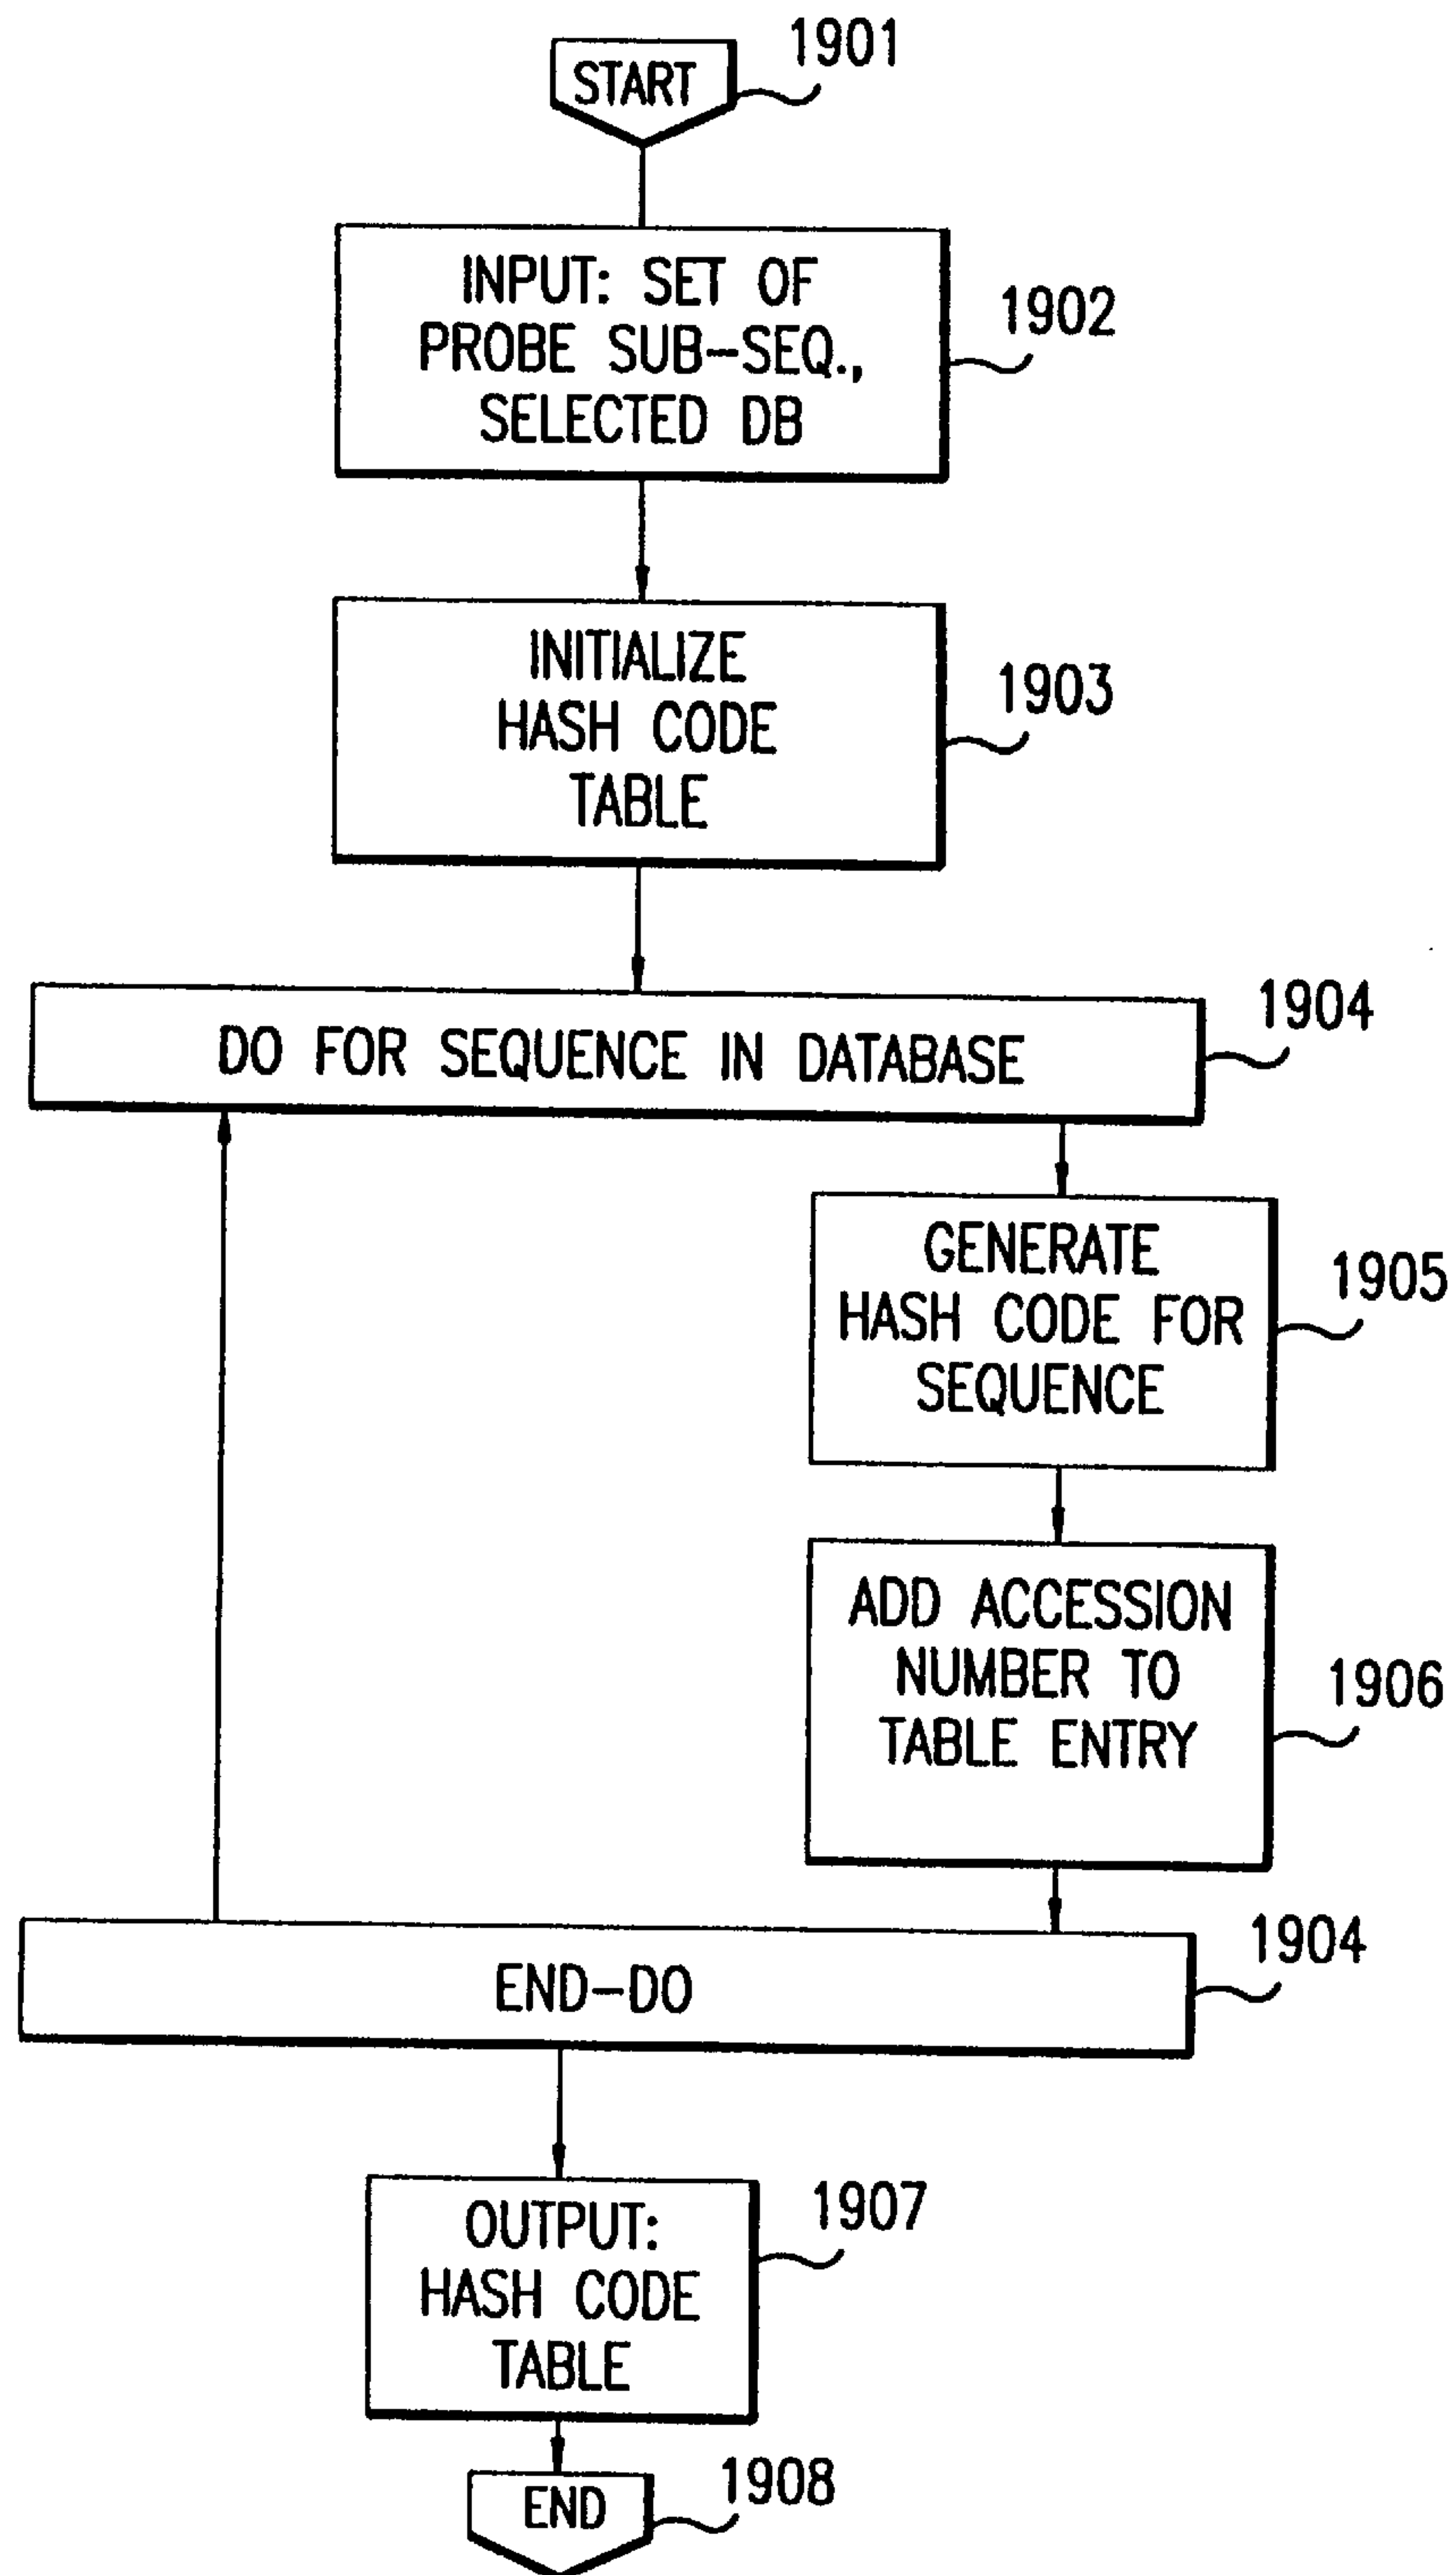 START
1901
INPUT: SET OF
PROBE SUB-SEQ.,
SELECTED DB
1902
INITIALIZE
HASH CODE
TABLE
1903
DO FOR SEQUENCE IN DATABASE
1904
GENERATE
HASH CODE FOR
SEQUENCE
1905
ADD ACCESSION
NUMBER TO
TABLE ENTRY
1906
END-DO
1904
OUTPUT:
HASH CODE
TABLE
1907
END
1908